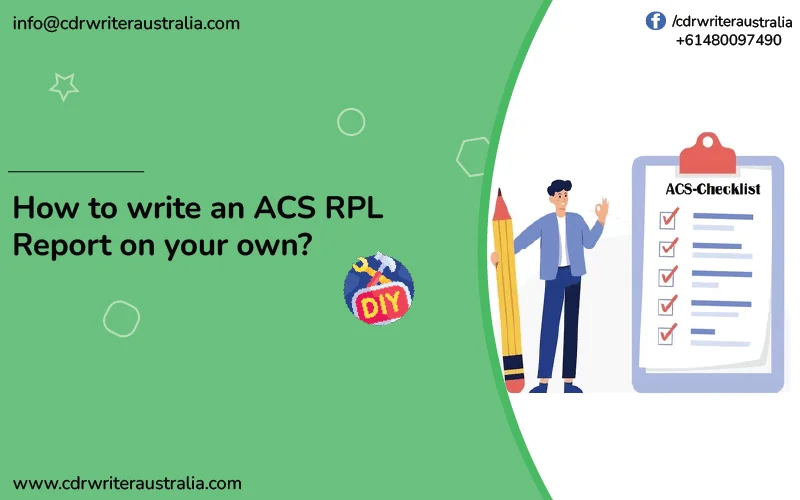 info@cdrwriteraustralia.com
/cdrwriteraustralia
+61480097490
How to write an ACS RPL
Report on your own?
DIY
ACS-Checklist
www.cdrwriteraustralia.com